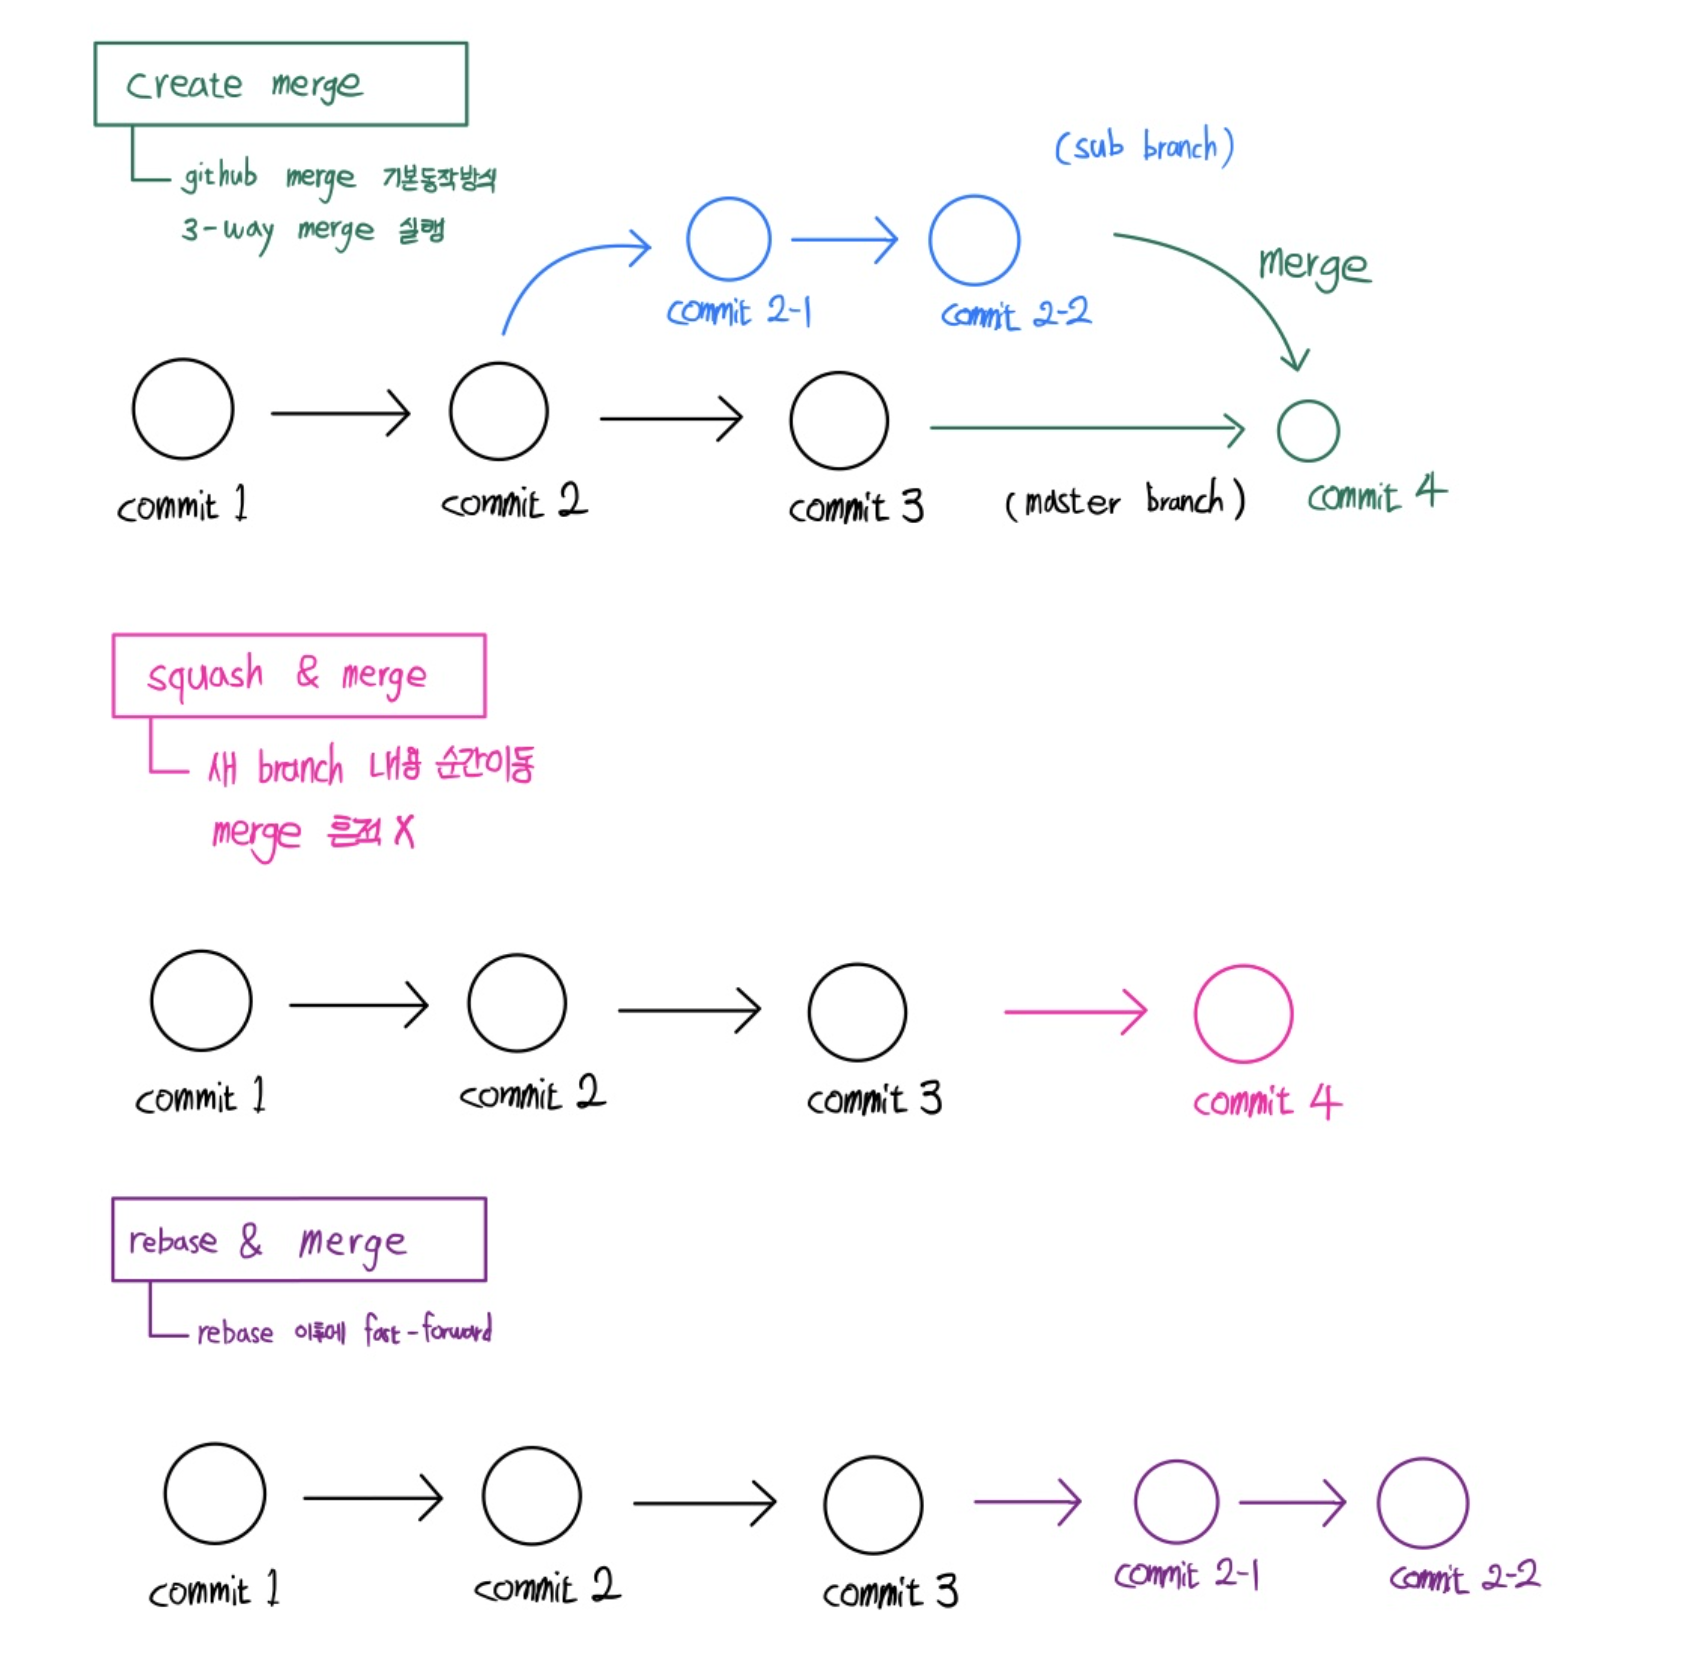 create merge
github merge 기본동작방식
3-way merge 실행
(sub branch)
merge
commit 2-1
commit 2-2
commit 1
commit 2
commit 3
(master branch)
commit 4
squash & merge
새 branch 내용 순간이동
merge 흔적 X
commit 1
commit 2
commit 3
commit 4
rebase & merge
rebase 이후에 fast-forward
commit 1
commit 2
commit 3
commit 2-1
commit 2-2